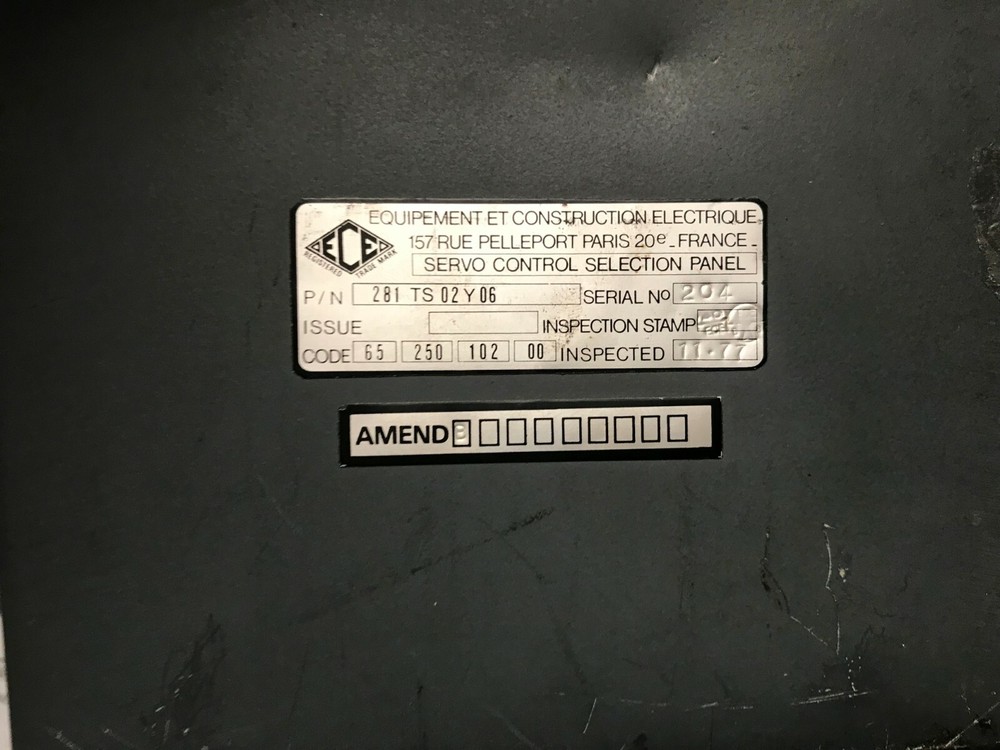 EQUIPEMENT ET CONSTRUCTION ELECTRIQUE
ECE
REGISTERED TRADE MARK
157 RUE PELLEPORT PARIS 20e - FRANCE -
SERVO CONTROL SELECTION PANEL
P/N 281 TS 02 Y 06 SERIAL No 204
ISSUE INSPECTION STAMP
CODE 65 250 102 00 INSPECTED 11.77
AMEND